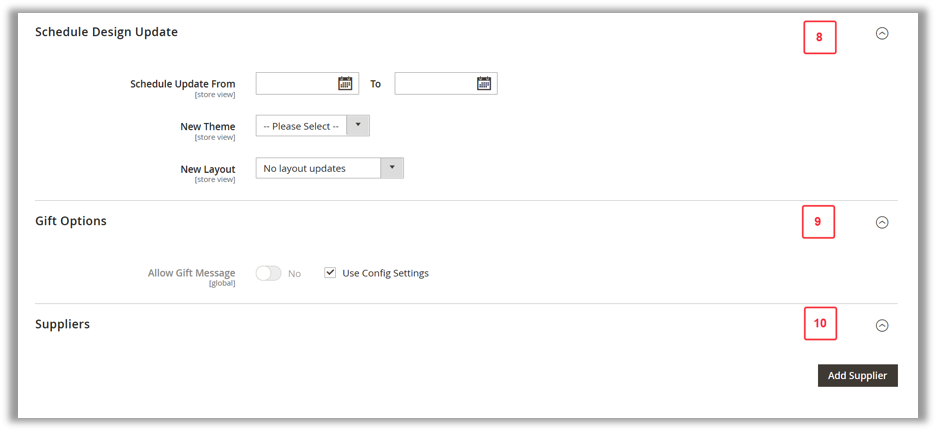 Schedule Design Update 8
Schedule Update From To
[store view]
New Theme -- Please Select --
[store view]
New Layout No layout updates
[store view]
Gift Options 9
Allow Gift Message No Use Config Settings
[global]
Suppliers 10
Add Supplier